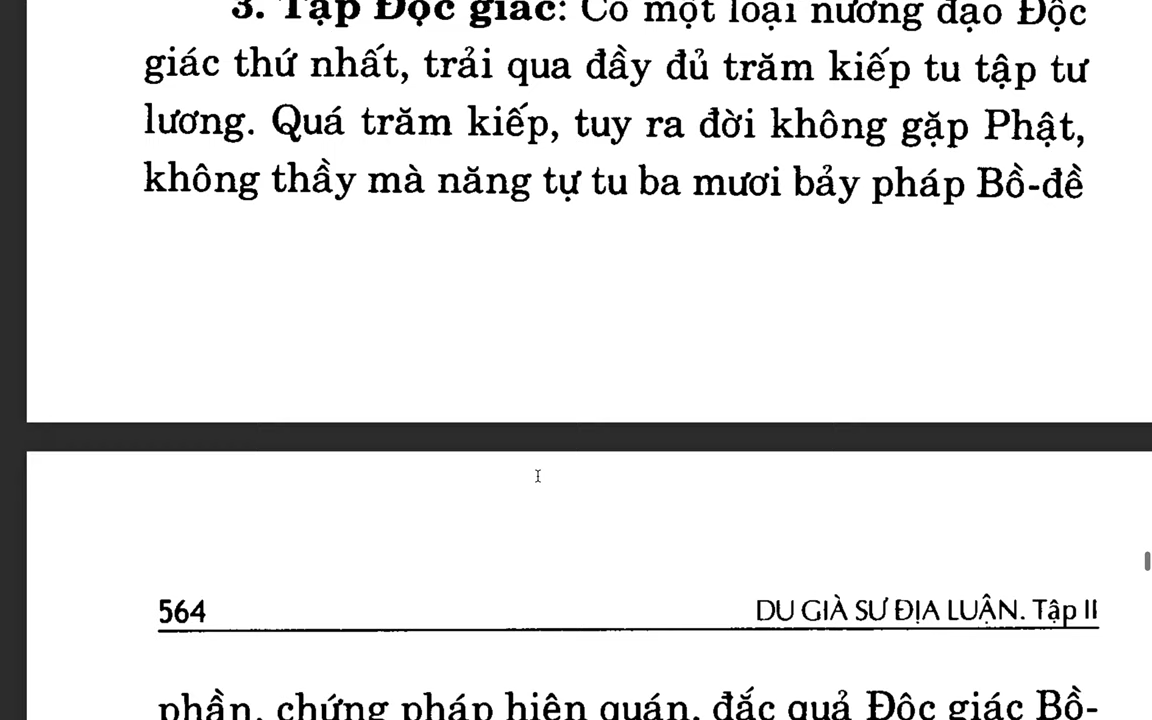 3. Tập Độc giác: Có một loại nương đạo Độc
giác thứ nhất, trải qua đầy đủ trăm kiếp tu tập tư
lương. Quá trăm kiếp, tuy ra đời không gặp Phật,
không thầy mà năng tự tu ba mươi bảy pháp Bồ-đề
564
DU GIÀ SƯ ĐỊA LUẬN. Tập II
phần, chứng pháp hiện quán, đắc quả Độc giác Bồ-